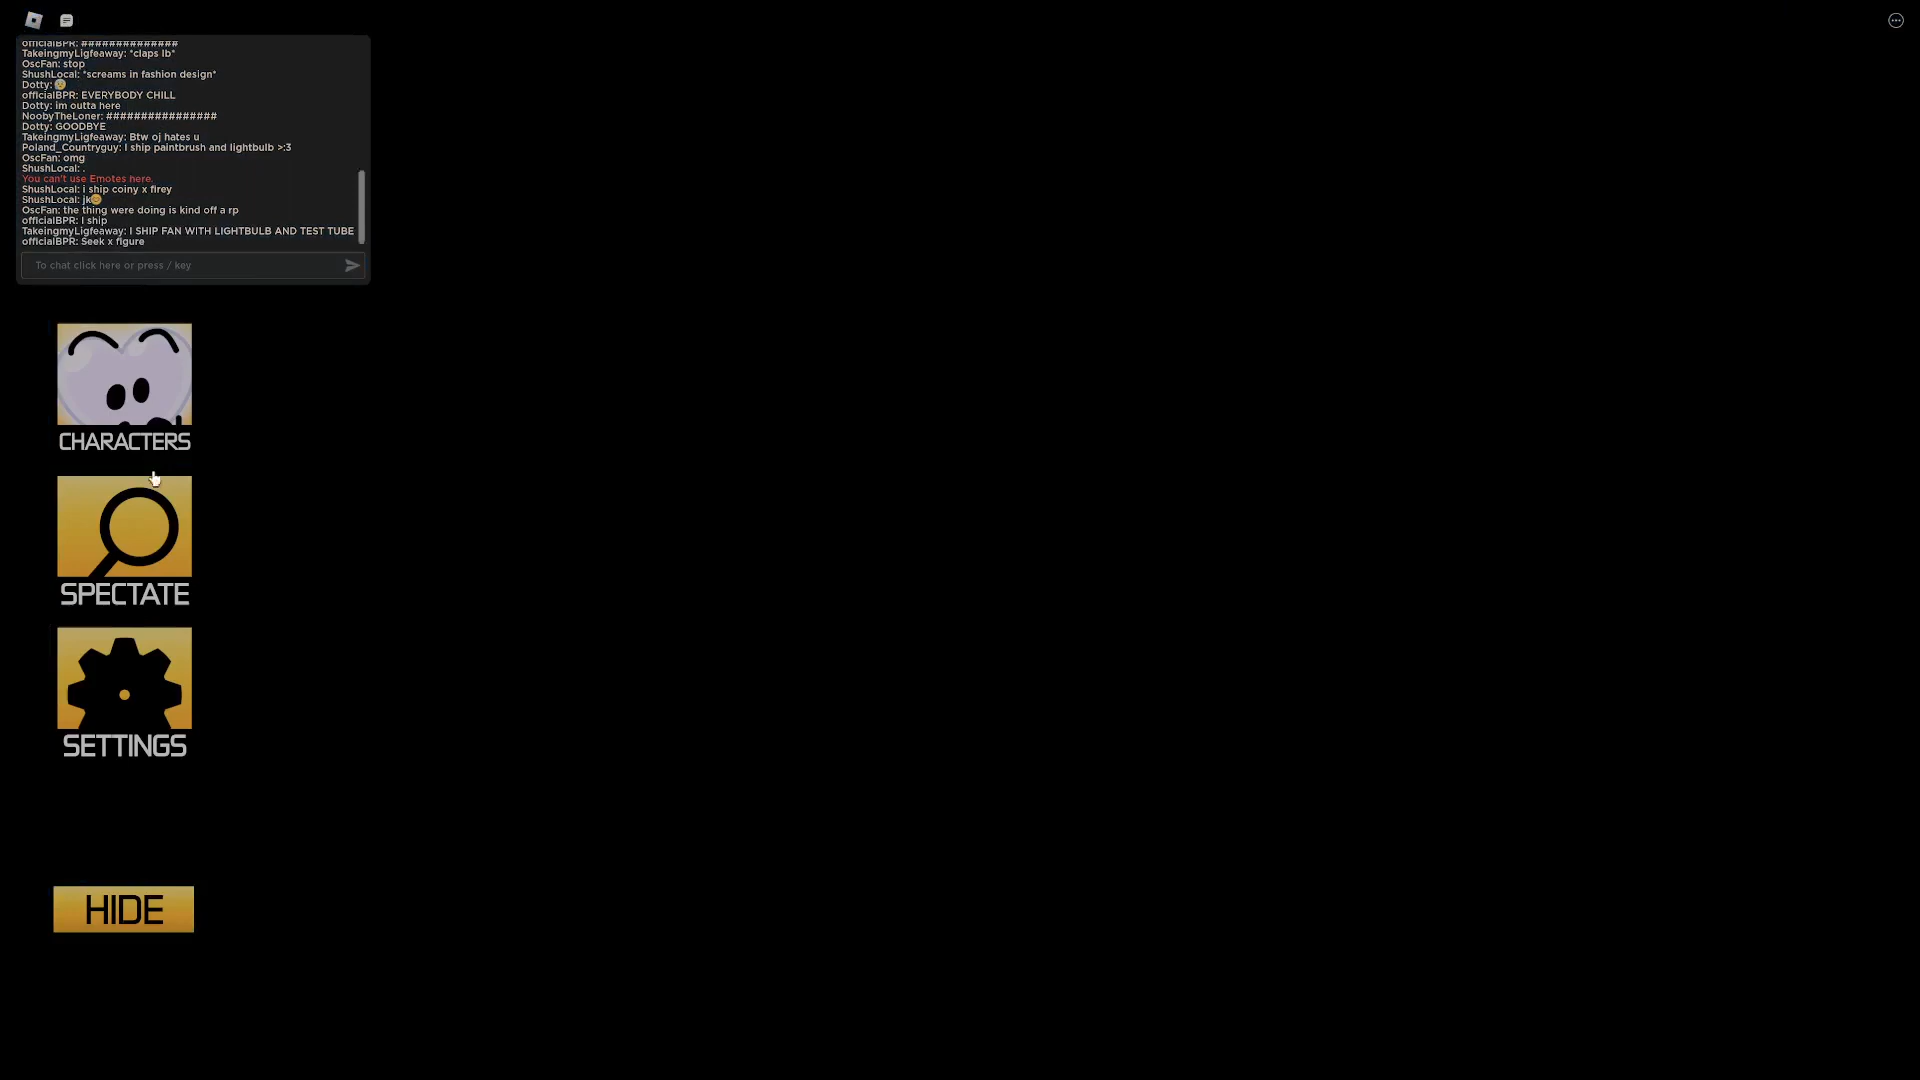 officialBPR: ##############
TakeingmyLigfeaway: *claps lb*
OscFan: stop
ShushLocal: *screams in fashion design*
Dotty:
officialBPR: EVERYBODY CHILL
Dotty: im outta here
NoobyTheLoner: ################
Dotty: GOODBYE
TakeingmyLigfeaway: Btw oj hates u
Poland_Countryguy: I ship paintbrush and lightbulb >:3
OscFan: omg
ShushLocal: .
You can't use Emotes here.
ShushLocal: i ship coiny x firey
ShushLocal: jk
OscFan: the thing were doing is kind off a rp
officialBPR: I ship
TakeingmyLigfeaway: I SHIP FAN WITH LIGHTBULB AND TEST TUBE
officialBPR: Seek x figure
To chat click here or press / key
CHARACTERS
SPECTATE
SETTINGS
HIDE